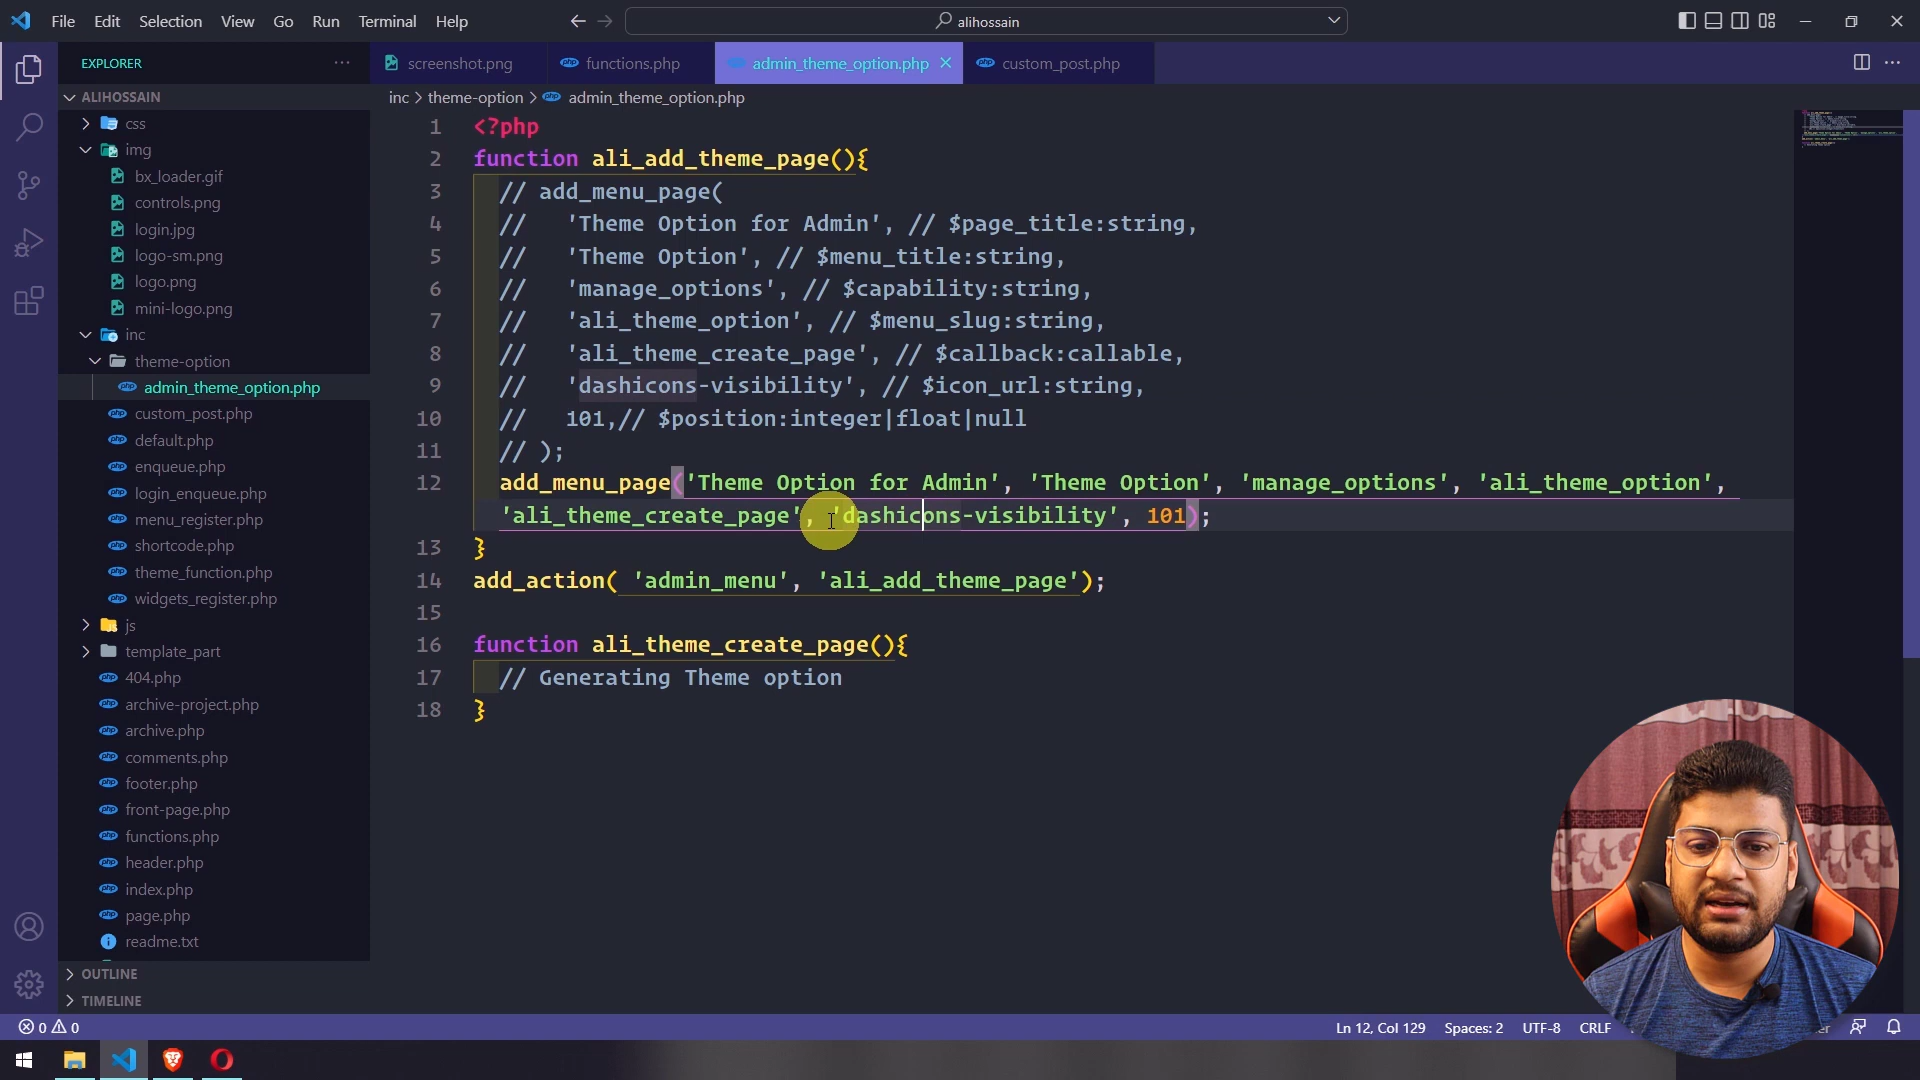 File Edit Selection View Go Run Terminal Help
alihossain
EXPLORER
screenshot.png
functions.php
admin_theme_option.php
custom_post.php
ALIHOSSAIN
inc > theme-option > admin_theme_option.php
css
img
bx_loader.gif
controls.png
login.jpg
logo-sm.png
logo.png
mini-logo.png
inc
theme-option
admin_theme_option.php
custom_post.php
default.php
enqueue.php
login_enqueue.php
menu_register.php
shortcode.php
theme_function.php
widgets_register.php
js
template_part
404.php
archive-project.php
archive.php
comments.php
footer.php
front-page.php
functions.php
header.php
index.php
page.php
readme.txt
OUTLINE
TIMELINE
1 <?php
2 function ali_add_theme_page(){
3 // add_menu_page(
4 // 'Theme Option for Admin', // $page_title:string,
5 // 'Theme Option', // $menu_title:string,
6 // 'manage_options', // $capability:string,
7 // 'ali_theme_option', // $menu_slug:string,
8 // 'ali_theme_create_page', // $callback:callable,
9 // 'dashicons-visibility', // $icon_url:string,
10 // 101,// $position:integer|float|null
11 // );
12 add_menu_page('Theme Option for Admin', 'Theme Option', 'manage_options', 'ali_theme_option',
'ali_theme_create_page', 'dashicons-visibility', 101);
13 }
14 add_action( 'admin_menu', 'ali_add_theme_page');
15
16 function ali_theme_create_page(){
17 // Generating Theme option
18 }
0 0
Ln 12, Col 129 Spaces: 2 UTF-8 CRLF